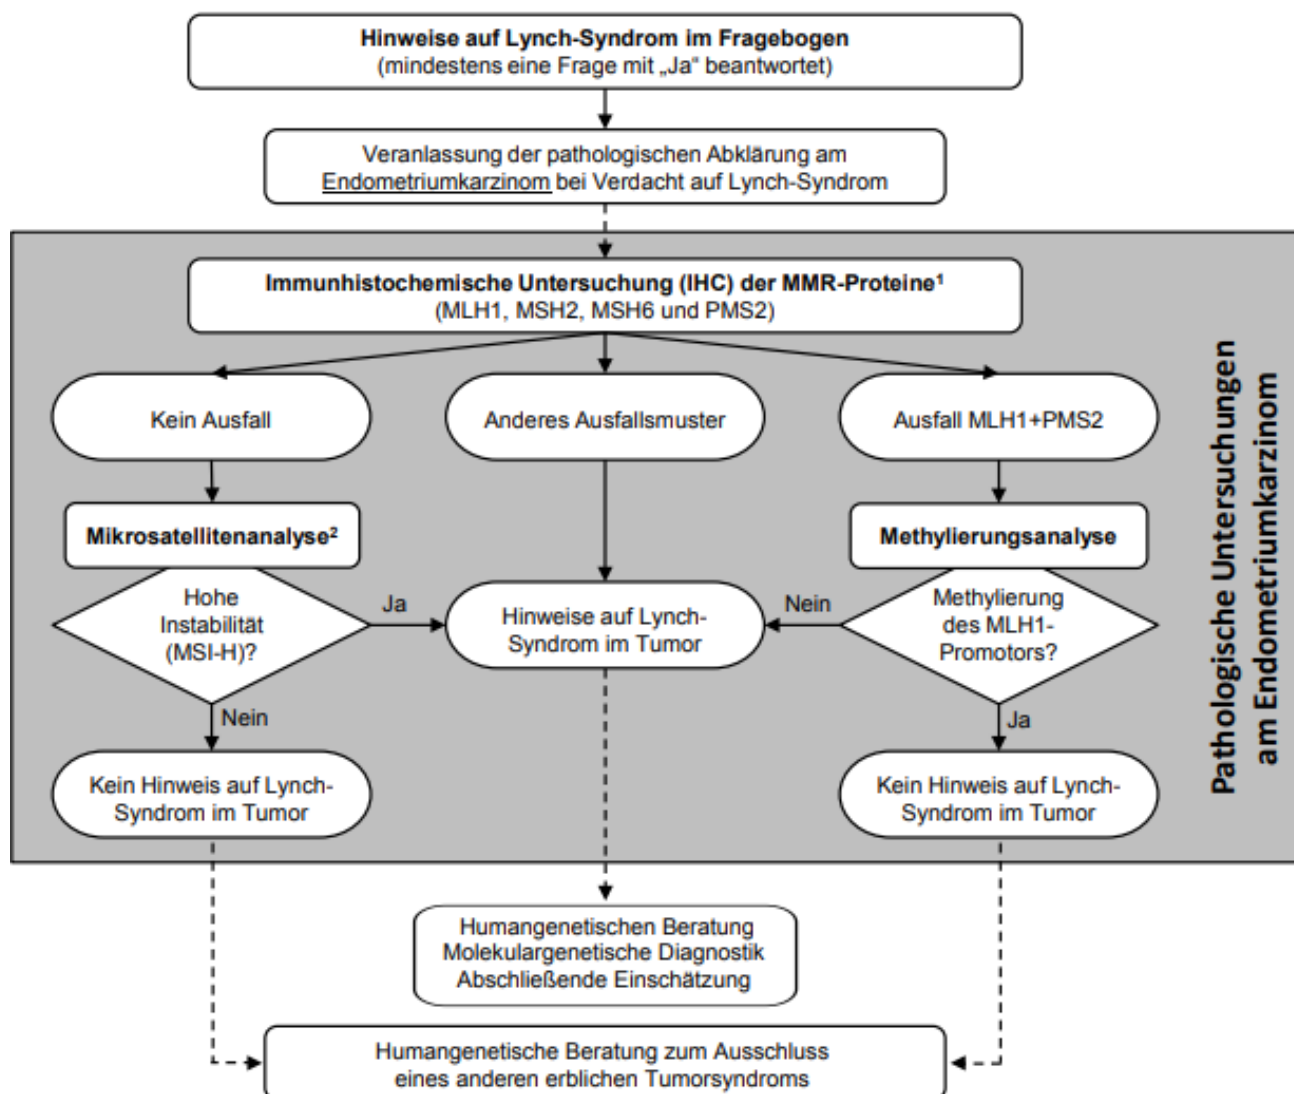 Hinweise auf Lynch-Syndrom im Fragebogen
(mindestens eine Frage mit „Ja“ beantwortet)
Veranlassung der pathologischen Abklärung am
Endometriumkarzinom bei Verdacht auf Lynch-Syndrom
Immunhistochemische Untersuchung (IHC) der MMR-Proteine¹
(MLH1, MSH2, MSH6 und PMS2)
Kein Ausfall
Anderes Ausfallsmuster
Ausfall MLH1+PMS2
Mikrosatellitenanalyse²
Methylierungsanalyse
Hohe
Instabilität
(MSI-H)?
Ja
Hinweise auf Lynch-
Syndrom im Tumor
Nein
Methylierung
des MLH1-
Promotors?
Nein
Ja
Kein Hinweis auf Lynch-
Syndrom im Tumor
Kein Hinweis auf Lynch-
Syndrom im Tumor
Pathologische Untersuchungen
am Endometriumkarzinom
Humangenetischen Beratung
Molekulargenetische Diagnostik
Abschließende Einschätzung
Humangenetische Beratung zum Ausschluss
eines anderen erblichen Tumorsyndroms